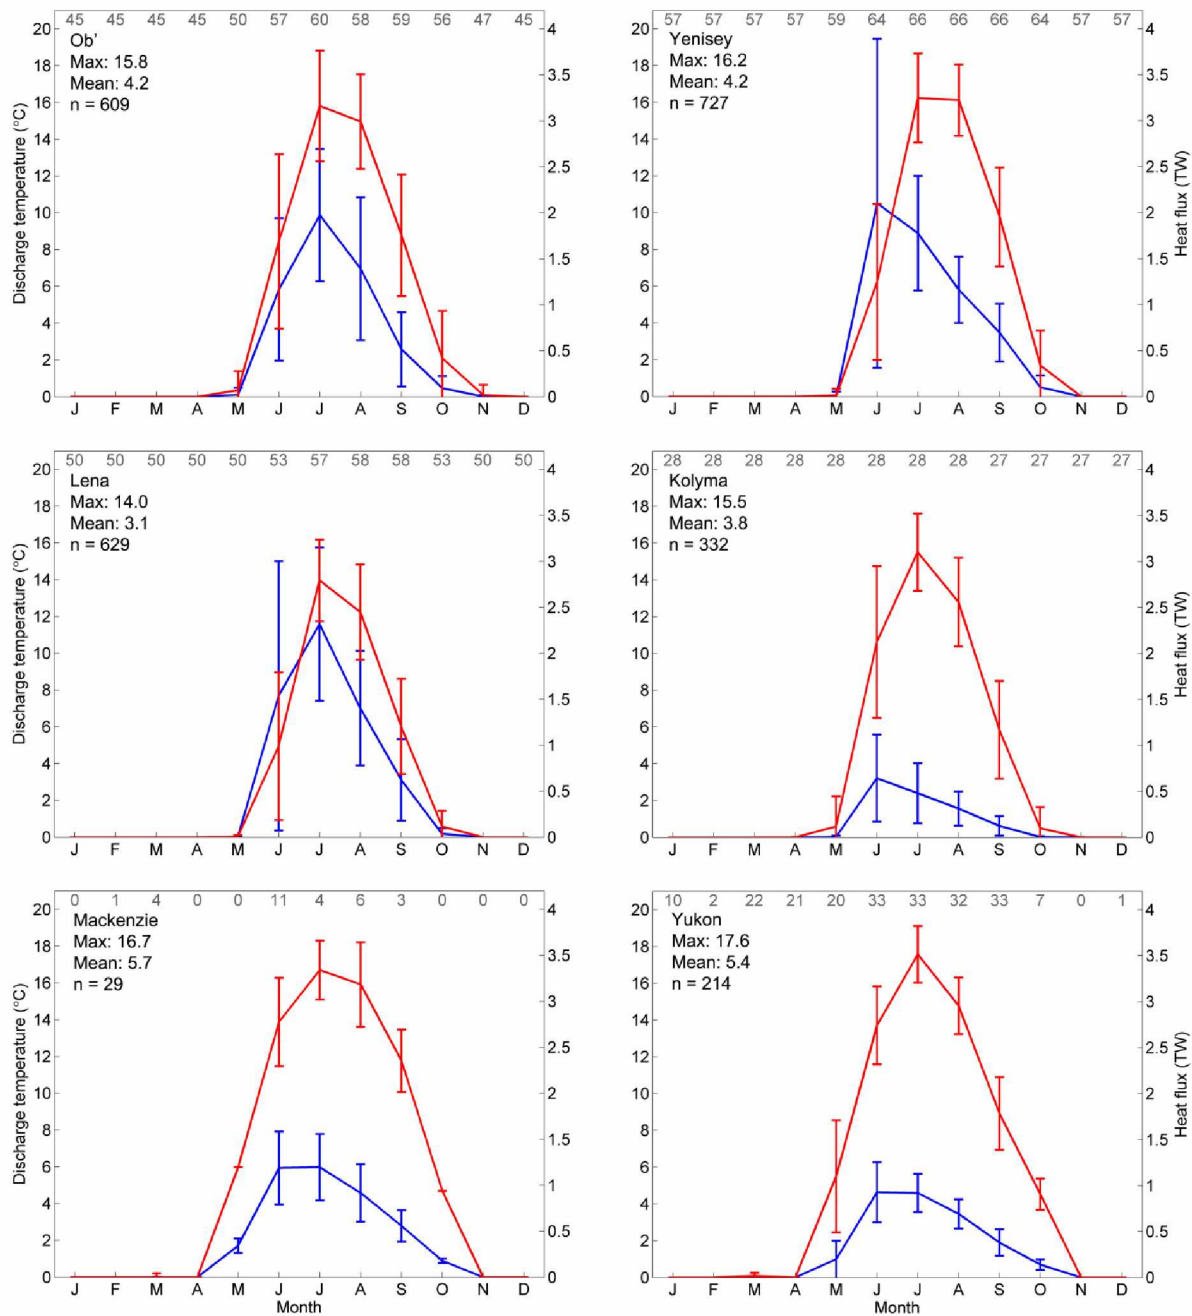 45 45 45 45 50 57 60 58 59 56 47 45
Ob'
Max: 15.8
Mean: 4.2
n = 609
20
18
16
14
12
10
8
6
4
2
0
Discharge temperature (°C)
4
3.5
3
2.5
2
1.5
1
0.5
0
J F M A M J J A S O N D
57 57 57 57 59 64 66 66 66 64 57 57
Yenisey
Max: 16.2
Mean: 4.2
n = 727
20
18
16
14
12
10
8
6
4
2
0
4
3.5
3
2.5
2
1.5
1
0.5
0
Heat flux (TW)
J F M A M J J A S O N D
50 50 50 50 50 53 57 58 58 53 50 50
Lena
Max: 14.0
Mean: 3.1
n = 629
20
18
16
14
12
10
8
6
4
2
0
Discharge temperature (°C)
4
3.5
3
2.5
2
1.5
1
0.5
0
J F M A M J J A S O N D
28 28 28 28 28 28 28 28 27 27 27 27
Kolyma
Max: 15.5
Mean: 3.8
n = 332
20
18
16
14
12
10
8
6
4
2
0
4
3.5
3
2.5
2
1.5
1
0.5
0
Heat flux (TW)
J F M A M J J A S O N D
0 1 4 0 0 11 4 6 3 0 0 0
Mackenzie
Max: 16.7
Mean: 5.7
n = 29
20
18
16
14
12
10
8
6
4
2
0
Discharge temperature (°C)
4
3.5
3
2.5
2
1.5
1
0.5
0
J F M A M J J A S O N D
Month
10 2 22 21 20 33 33 32 33 7 0 1
Yukon
Max: 17.6
Mean: 5.4
n = 214
20
18
16
14
12
10
8
6
4
2
0
4
3.5
3
2.5
2
1.5
1
0.5
0
Heat flux (TW)
J F M A M J J A S O N D
Month